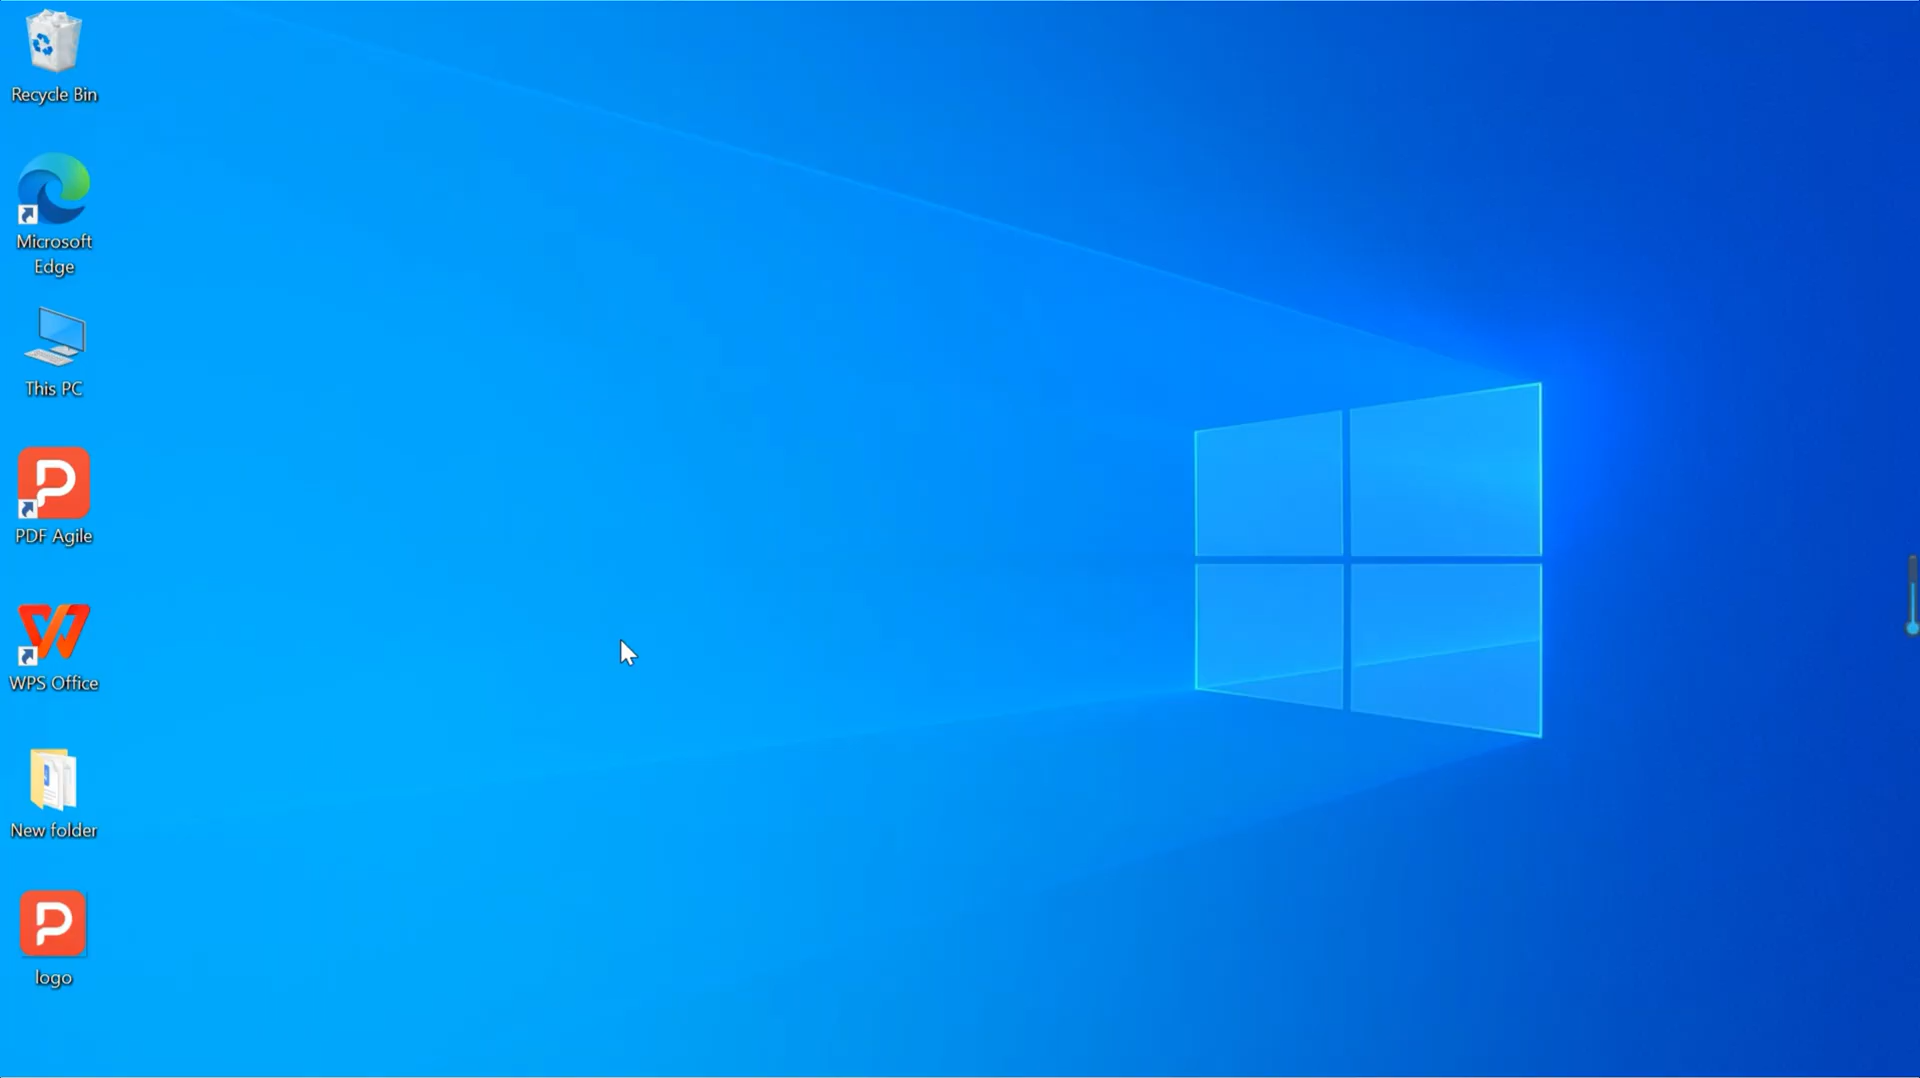 Recycle Bin
Microsoft
Edge
This PC
PDF Agile
WPS Office
New folder
logo